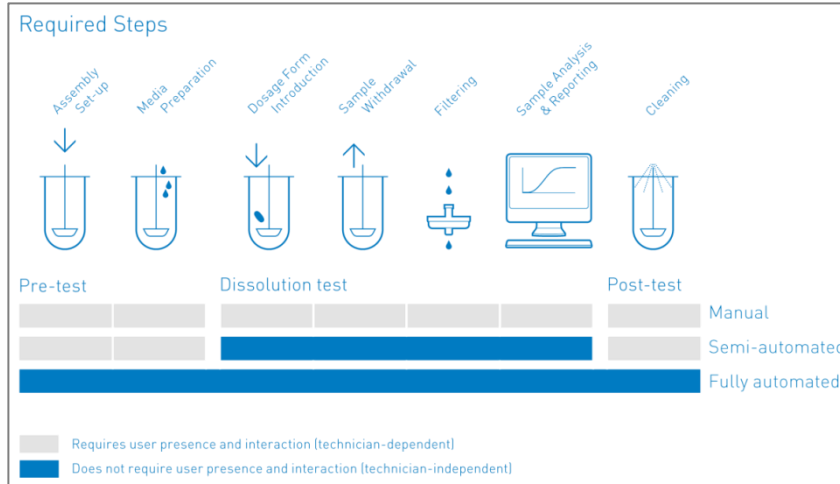 Required Steps
Assembly
Set-up
Media
Preparation
Dosage Form
Introduction
Sample
Withdrawal
Filtering
Sample Analysis
& Reporting
Cleaning
Pre-test
Dissolution test
Post-test
Manual
Semi-automated
Fully automated
Requires user presence and interaction (technician-dependent)
Does not require user presence and interaction (technician-independent)